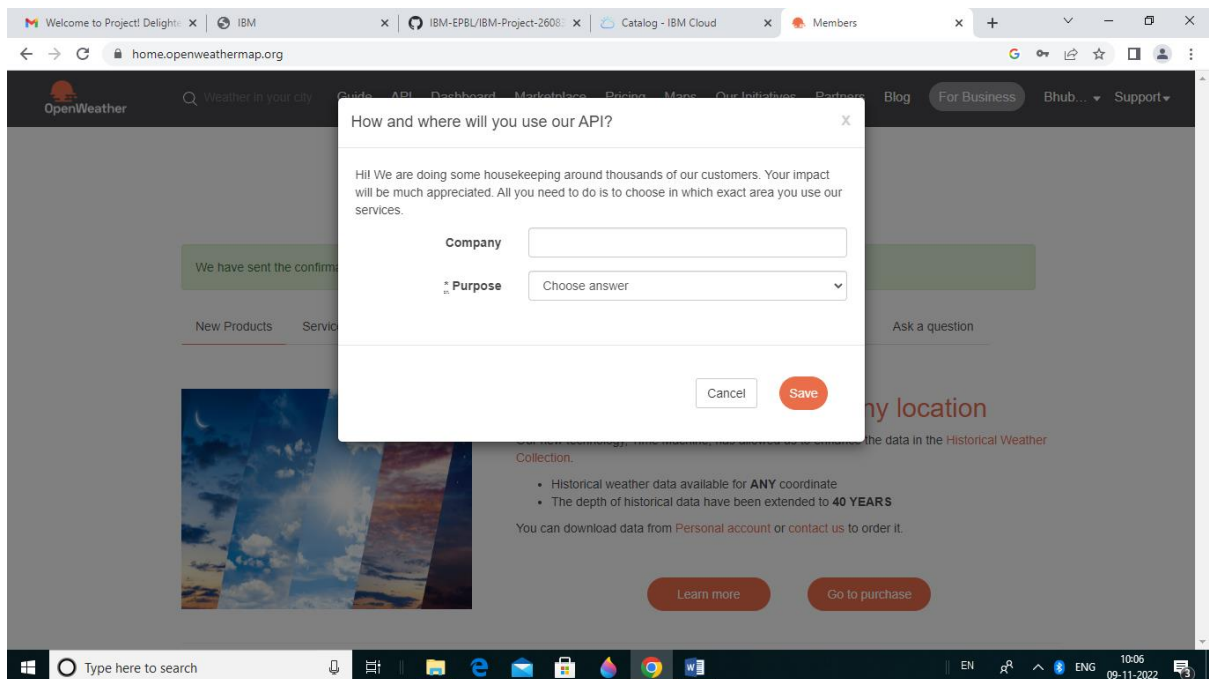 Welcome to Project! Delighte
IBM
IBM-EPBL/IBM-Project-26083
Catalog - IBM Cloud
Members
home.openweathermap.org
OpenWeather
Weather in your city
Guide API Dashboard Marketplace Pricing Maps Our Initiatives Partners Blog For Business Bhub... Support
How and where will you use our API?
x
Hi! We are doing some housekeeping around thousands of our customers. Your impact
will be much appreciated. All you need to do is to choose in which exact area you use our
services.
Company
* Purpose
Choose answer
We have sent the confirma
New Products
Servic
Ask a question
Cancel
Save
ny location
the data in the Historical Weather
Collection.
• Historical weather data available for ANY coordinate
• The depth of historical data have been extended to 40 YEARS
You can download data from Personal account or contact us to order it.
Learn more
Go to purchase
Type here to search
EN
ENG
10:06
09-11-2022
3